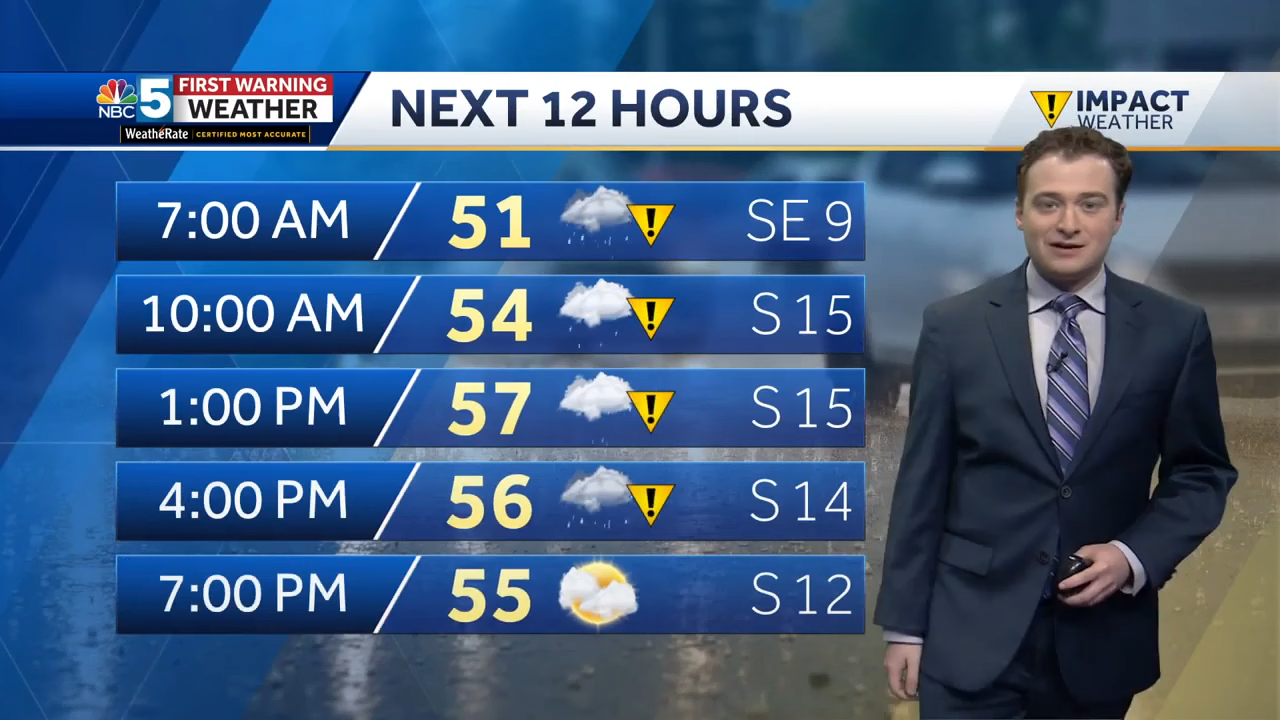 FIRST WARNING
NBC 5 WEATHER
WeatheRate CERTIFIED MOST ACCURATE
NEXT 12 HOURS
! IMPACT
WEATHER
7:00 AM 51 ! SE 9
10:00 AM 54 ! S 15
1:00 PM 57 ! S 15
4:00 PM 56 ! S 14
7:00 PM 55 S 12